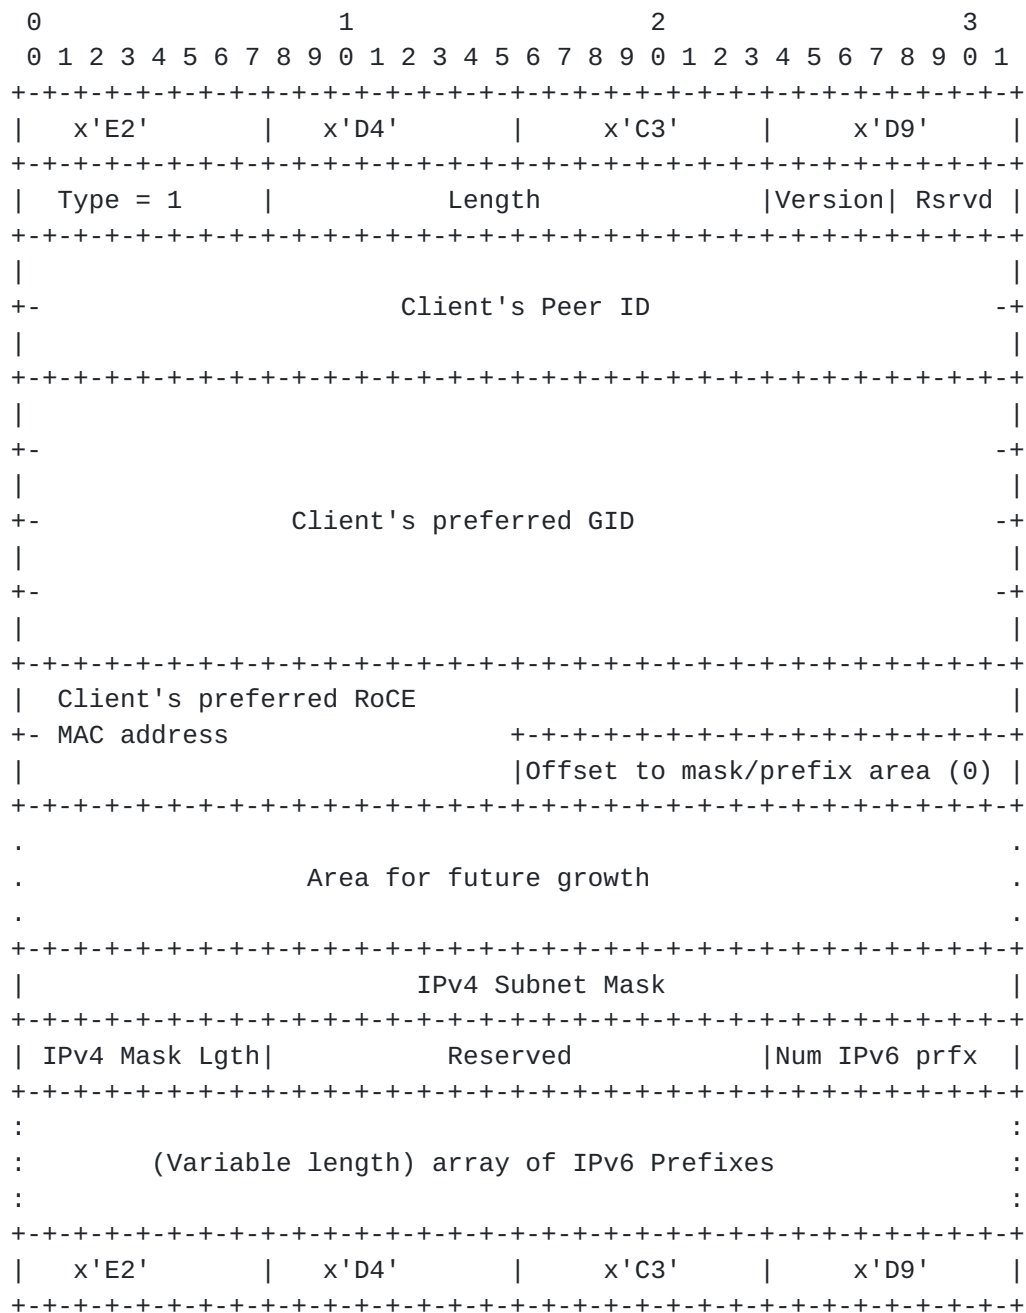 0                   1                   2                   3
 0 1 2 3 4 5 6 7 8 9 0 1 2 3 4 5 6 7 8 9 0 1 2 3 4 5 6 7 8 9 0 1
+-+-+-+-+-+-+-+-+-+-+-+-+-+-+-+-+-+-+-+-+-+-+-+-+-+-+-+-+-+-+-+-+
|   x'E2'       |   x'D4'       |     x'C3'     |     x'D9'     |
+-+-+-+-+-+-+-+-+-+-+-+-+-+-+-+-+-+-+-+-+-+-+-+-+-+-+-+-+-+-+-+-+
|  Type = 1     |           Length              |Version| Rsrvd |
+-+-+-+-+-+-+-+-+-+-+-+-+-+-+-+-+-+-+-+-+-+-+-+-+-+-+-+-+-+-+-+-+
|                                                               |
+-                       Client's Peer ID                      -+
|                                                               |
+-+-+-+-+-+-+-+-+-+-+-+-+-+-+-+-+-+-+-+-+-+-+-+-+-+-+-+-+-+-+-+-+
|                                                               |
+-                                                             -+
|                                                               |
+-                Client's preferred GID                       -+
|                                                               |
+-                                                             -+
|                                                               |
+-+-+-+-+-+-+-+-+-+-+-+-+-+-+-+-+-+-+-+-+-+-+-+-+-+-+-+-+-+-+-+-+
|  Client's preferred RoCE                                      |
+- MAC address                  +-+-+-+-+-+-+-+-+-+-+-+-+-+-+-+-+
|                               |Offset to mask/prefix area (0) |
+-+-+-+-+-+-+-+-+-+-+-+-+-+-+-+-+-+-+-+-+-+-+-+-+-+-+-+-+-+-+-+-+
.                                                               .
.                  Area for future growth                       .
.                                                               .
+-+-+-+-+-+-+-+-+-+-+-+-+-+-+-+-+-+-+-+-+-+-+-+-+-+-+-+-+-+-+-+-+
|                         IPv4 Subnet Mask                      |
+-+-+-+-+-+-+-+-+-+-+-+-+-+-+-+-+-+-+-+-+-+-+-+-+-+-+-+-+-+-+-+-+
| IPv4 Mask Lgth|           Reserved            |Num IPv6 prfx  |
+-+-+-+-+-+-+-+-+-+-+-+-+-+-+-+-+-+-+-+-+-+-+-+-+-+-+-+-+-+-+-+-+
:                                                               :
:        (Variable length) array of IPv6 Prefixes               :
:                                                               :
+-+-+-+-+-+-+-+-+-+-+-+-+-+-+-+-+-+-+-+-+-+-+-+-+-+-+-+-+-+-+-+-+
|   x'E2'       |   x'D4'       |     x'C3'     |     x'D9'     |
+-+-+-+-+-+-+-+-+-+-+-+-+-+-+-+-+-+-+-+-+-+-+-+-+-+-+-+-+-+-+-+-+